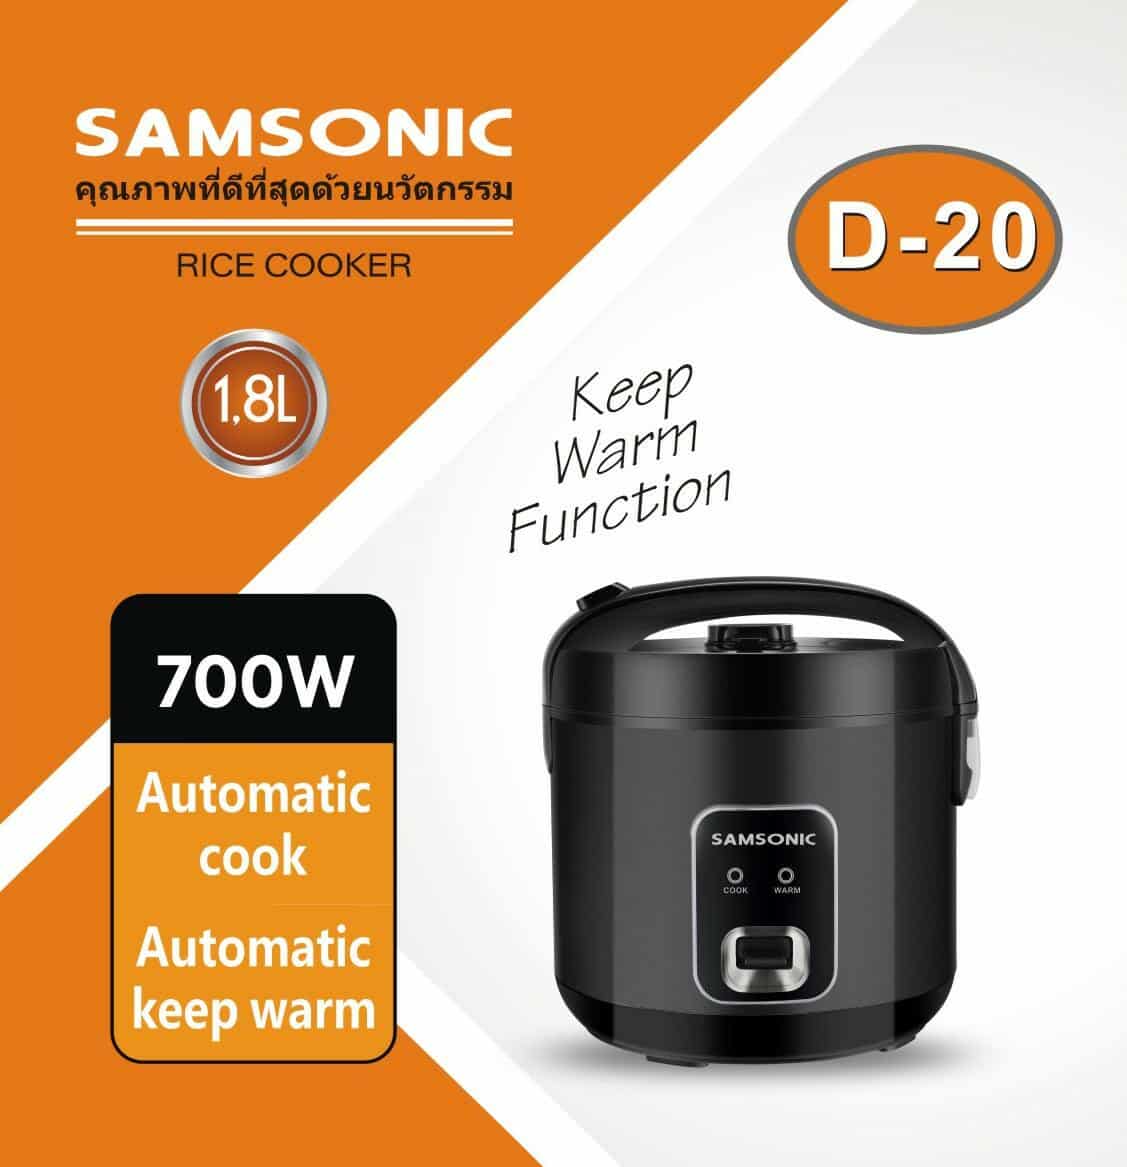 SAMSONIC
คุณภาพที่ดีที่สุดด้วยนวัตกรรม
RICE COOKER
1,8L
D-20
Keep
Warm
Function
700W
Automatic
cook
Automatic
keep warm
SAMSONIC
COOK WARM